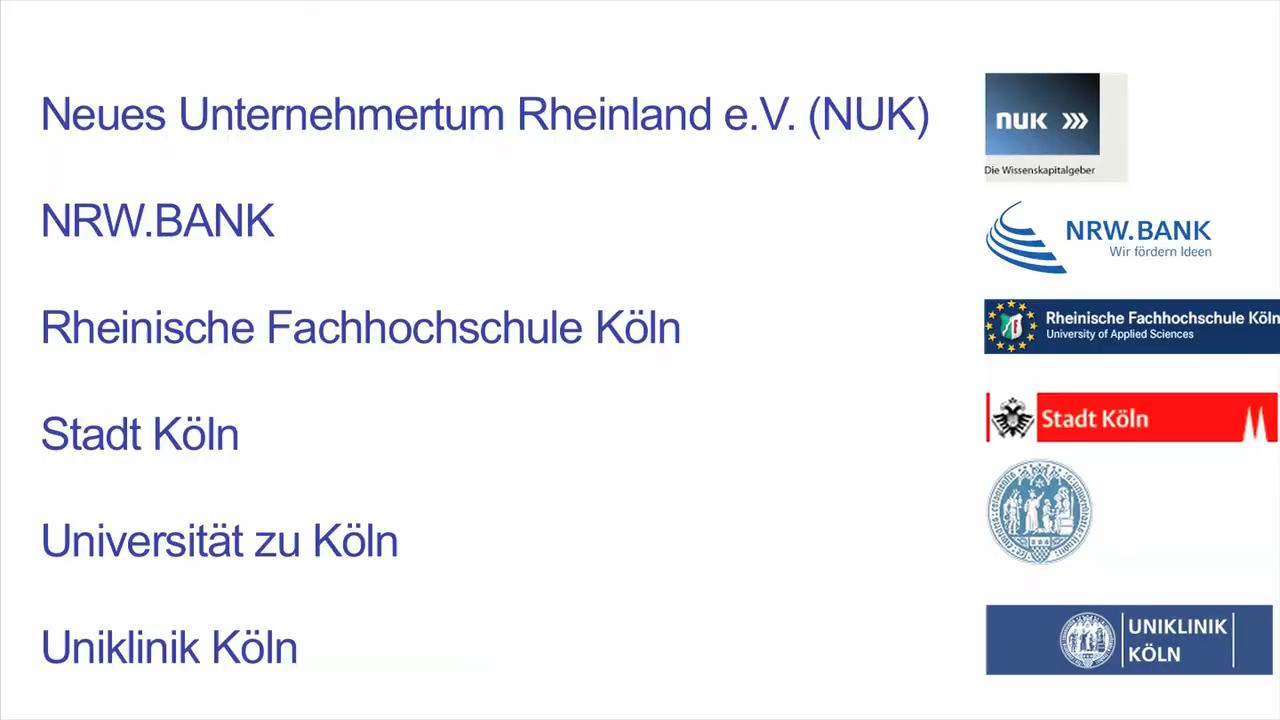 Neues Unternehmertum Rheinland e.V. (NUK)
nuk
Die Wissenskapitalgeber
NRW.BANK
NRW.BANK
Wir fördern Ideen
Rheinische Fachhochschule Köln
Rheinische Fachhochschule Köln
University of Applied Sciences
Stadt Köln
Stadt Köln
Universität zu Köln
Uniklinik Köln
UNIKLINIK
KÖLN